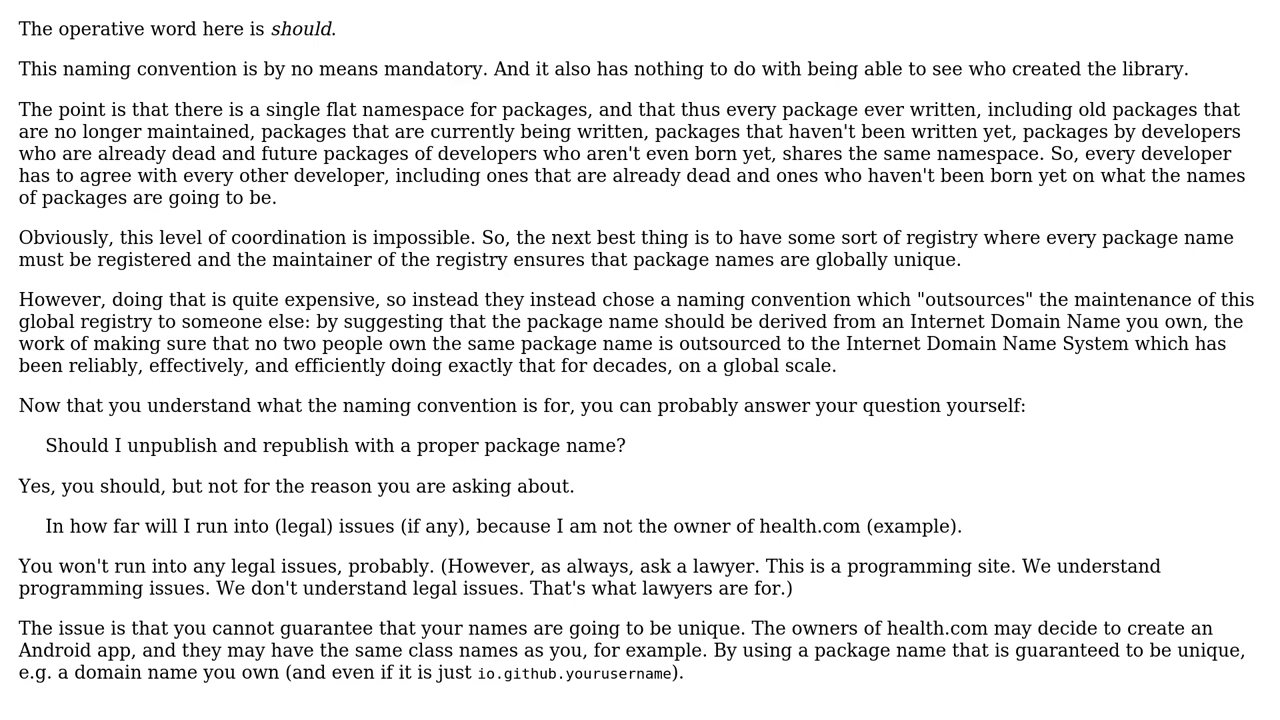 The operative word here is should.
This naming convention is by no means mandatory. And it also has nothing to do with being able to see who created the library.
The point is that there is a single flat namespace for packages, and that thus every package ever written, including old packages that
are no longer maintained, packages that are currently being written, packages that haven't been written yet, packages by developers
who are already dead and future packages of developers who aren't even born yet, shares the same namespace. So, every developer
has to agree with every other developer, including ones that are already dead and ones who haven't been born yet on what the names
of packages are going to be.
Obviously, this level of coordination is impossible. So, the next best thing is to have some sort of registry where every package name
must be registered and the maintainer of the registry ensures that package names are globally unique.
However, doing that is quite expensive, so instead they instead chose a naming convention which "outsources" the maintenance of this
global registry to someone else: by suggesting that the package name should be derived from an Internet Domain Name you own, the
work of making sure that no two people own the same package name is outsourced to the Internet Domain Name System which has
been reliably, effectively, and efficiently doing exactly that for decades, on a global scale.
Now that you understand what the naming convention is for, you can probably answer your question yourself:
Should I unpublish and republish with a proper package name?
Yes, you should, but not for the reason you are asking about.
In how far will I run into (legal) issues (if any), because I am not the owner of health.com (example).
You won't run into any legal issues, probably. (However, as always, ask a lawyer. This is a programming site. We understand
programming issues. We don't understand legal issues. That's what lawyers are for.)
The issue is that you cannot guarantee that your names are going to be unique. The owners of health.com may decide to create an
Android app, and they may have the same class names as you, for example. By using a package name that is guaranteed to be unique,
e.g. a domain name you own (and even if it is just io.github.yourusername).